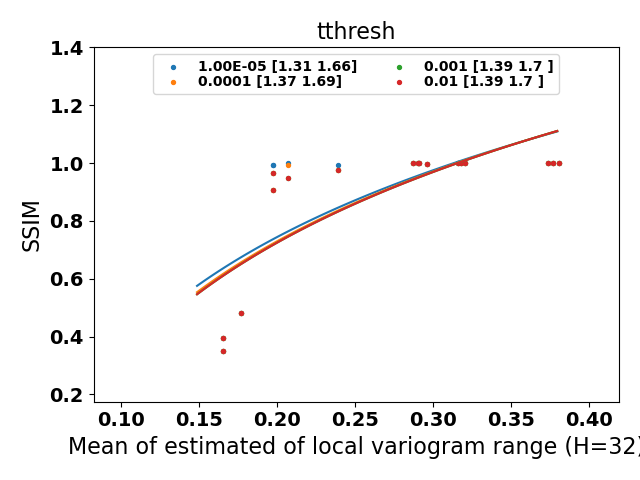 tthresh
1.00E-05 [1.31 1.66]
0.0001 [1.37 1.69]
0.001 [1.39 1.7 ]
0.01 [1.39 1.7 ]
SSIM
1.4
1.2
1.0
0.8
0.6
0.4
0.2
0.10 0.15 0.20 0.25 0.30 0.35 0.40
Mean of estimated of local variogram range (H=32)